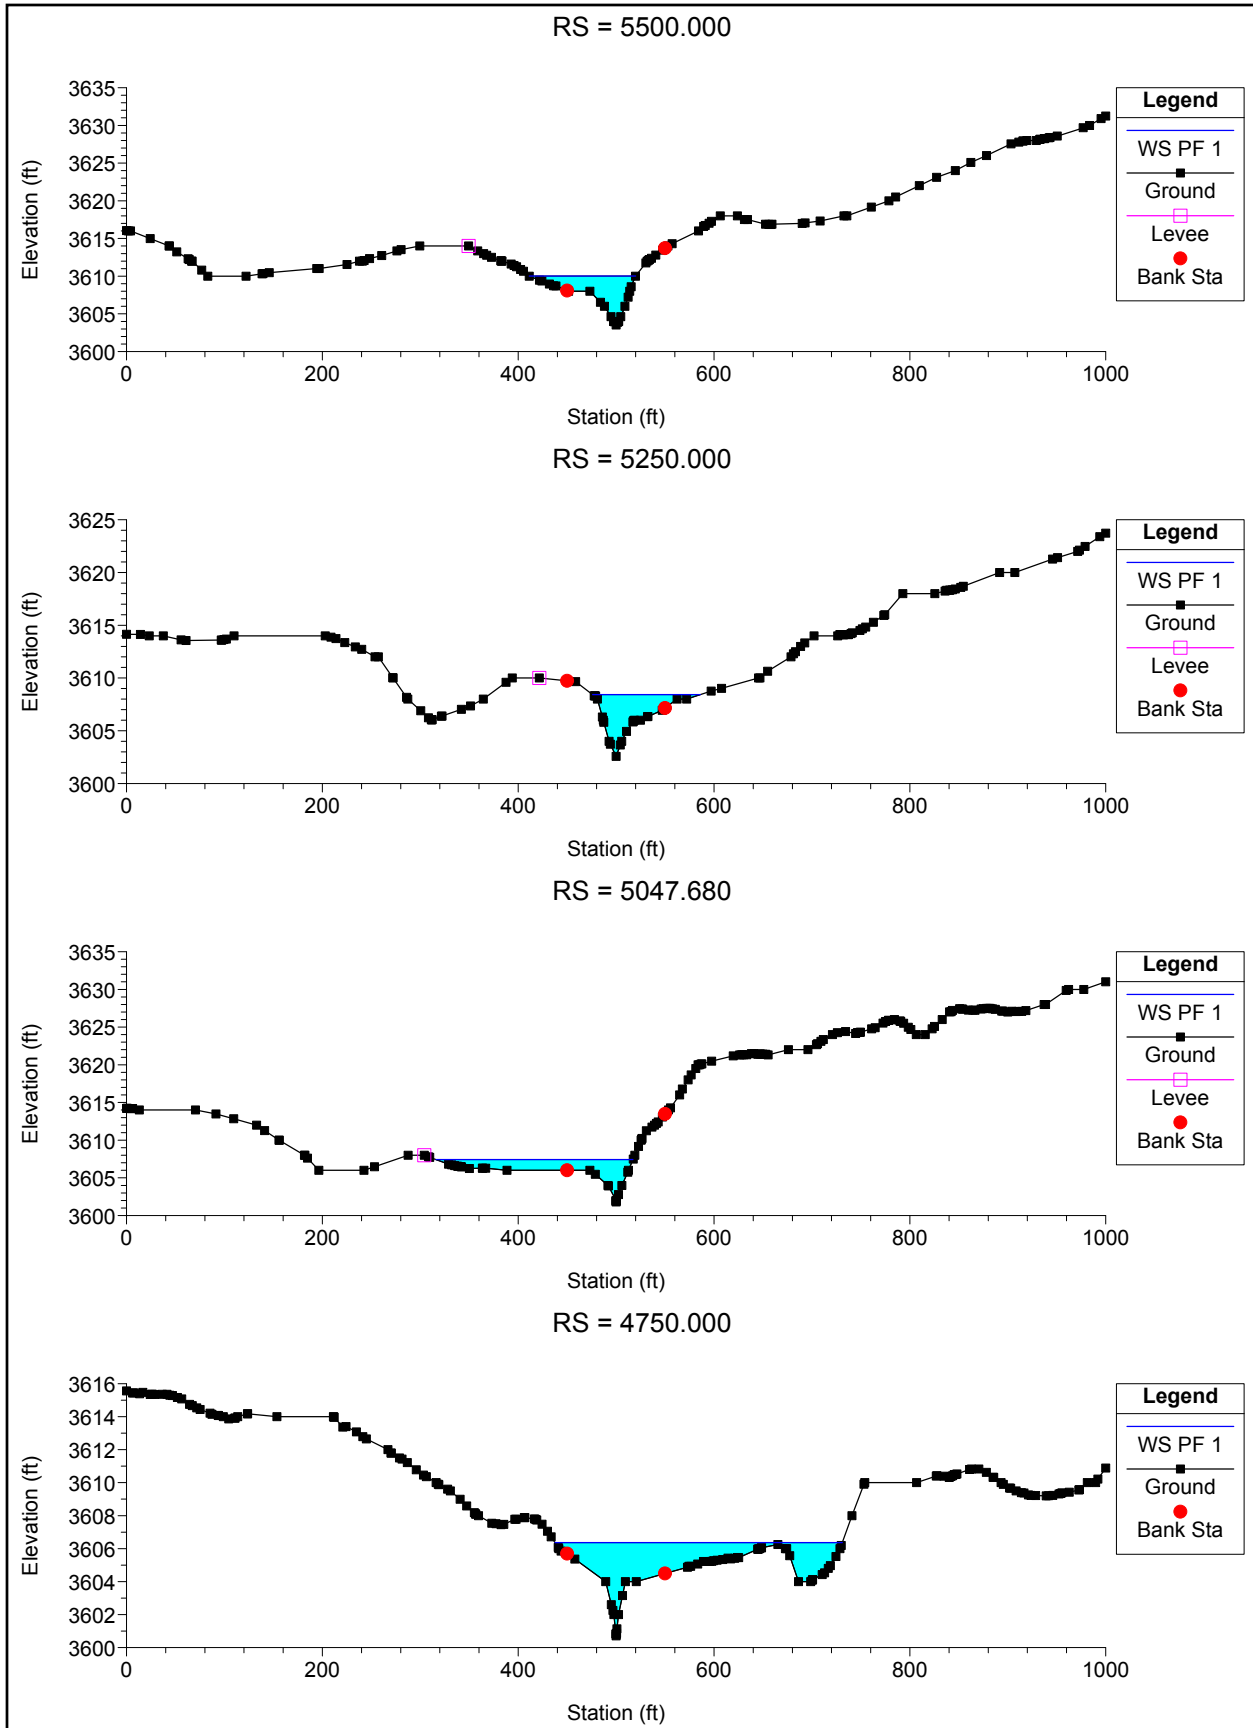 RS = 5500.000
Elevation (ft)
3635
3630
3625
3620
3615
3610
3605
3600
0 200 400 600 800 1000
Station (ft)
Legend
WS PF 1
Ground
Levee
Bank Sta
RS = 5250.000
Elevation (ft)
3625
3620
3615
3610
3605
3600
0 200 400 600 800 1000
Station (ft)
Legend
WS PF 1
Ground
Levee
Bank Sta
RS = 5047.680
Elevation (ft)
3635
3630
3625
3620
3615
3610
3605
3600
0 200 400 600 800 1000
Station (ft)
Legend
WS PF 1
Ground
Levee
Bank Sta
RS = 4750.000
Elevation (ft)
3616
3614
3612
3610
3608
3606
3604
3602
3600
0 200 400 600 800 1000
Station (ft)
Legend
WS PF 1
Ground
Bank Sta